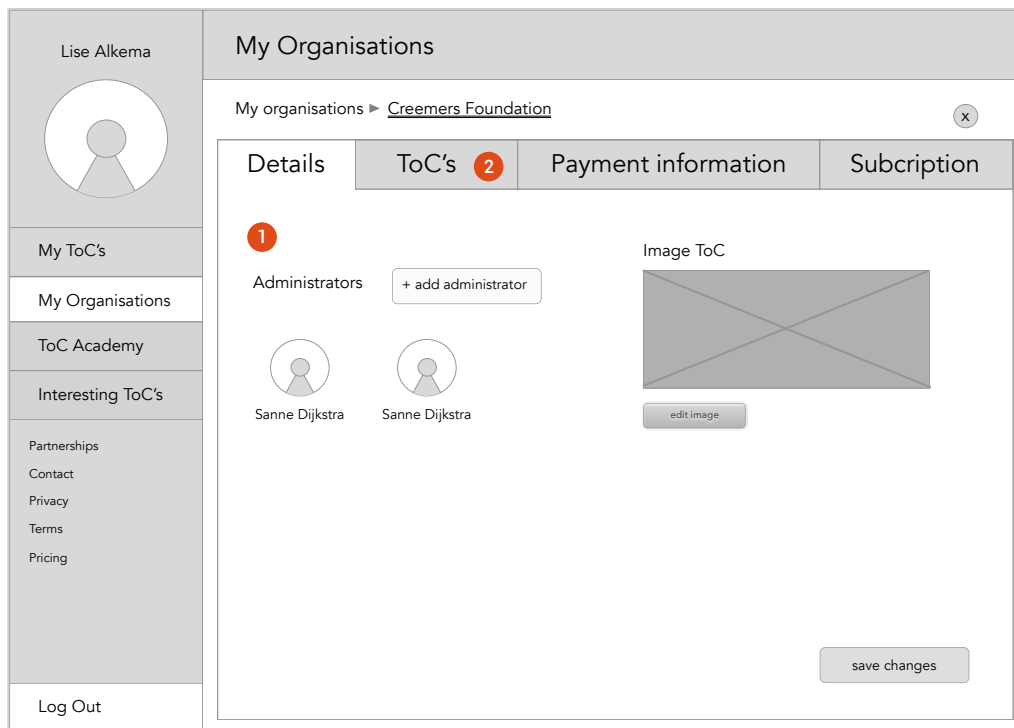 Lise Alkema
My ToC's
My Organisations
ToC Academy
Interesting ToC's
Partnerships
Contact
Privacy
Terms
Pricing
Log Out
My Organisations
My organisations ► Creemers Foundation
x
Details
ToC's 2
Payment information
Subcription
1
Administrators
+ add administrator
Sanne Dijkstra
Sanne Dijkstra
Image ToC
edit image
save changes